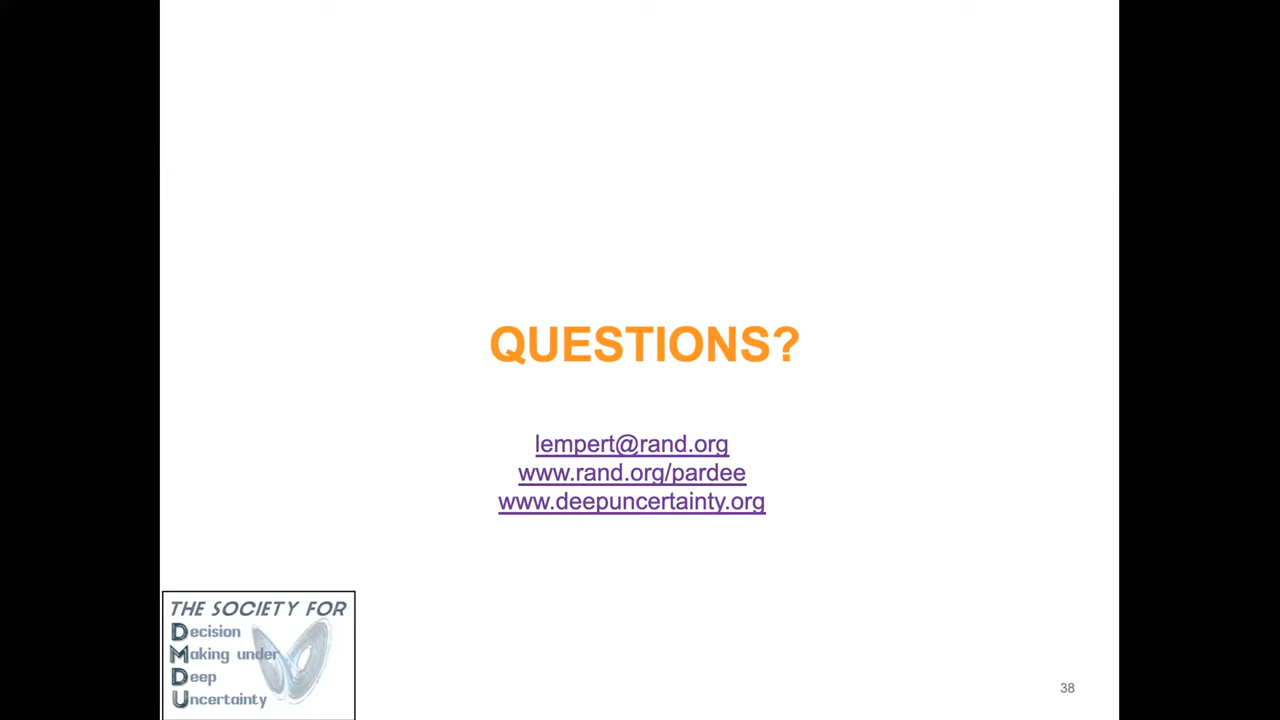 QUESTIONS?
lempert@rand.org
www.rand.org/pardee
www.deepuncertainty.org
THE SOCIETY FOR
Decision
Making under
Deep
Uncertainty
38